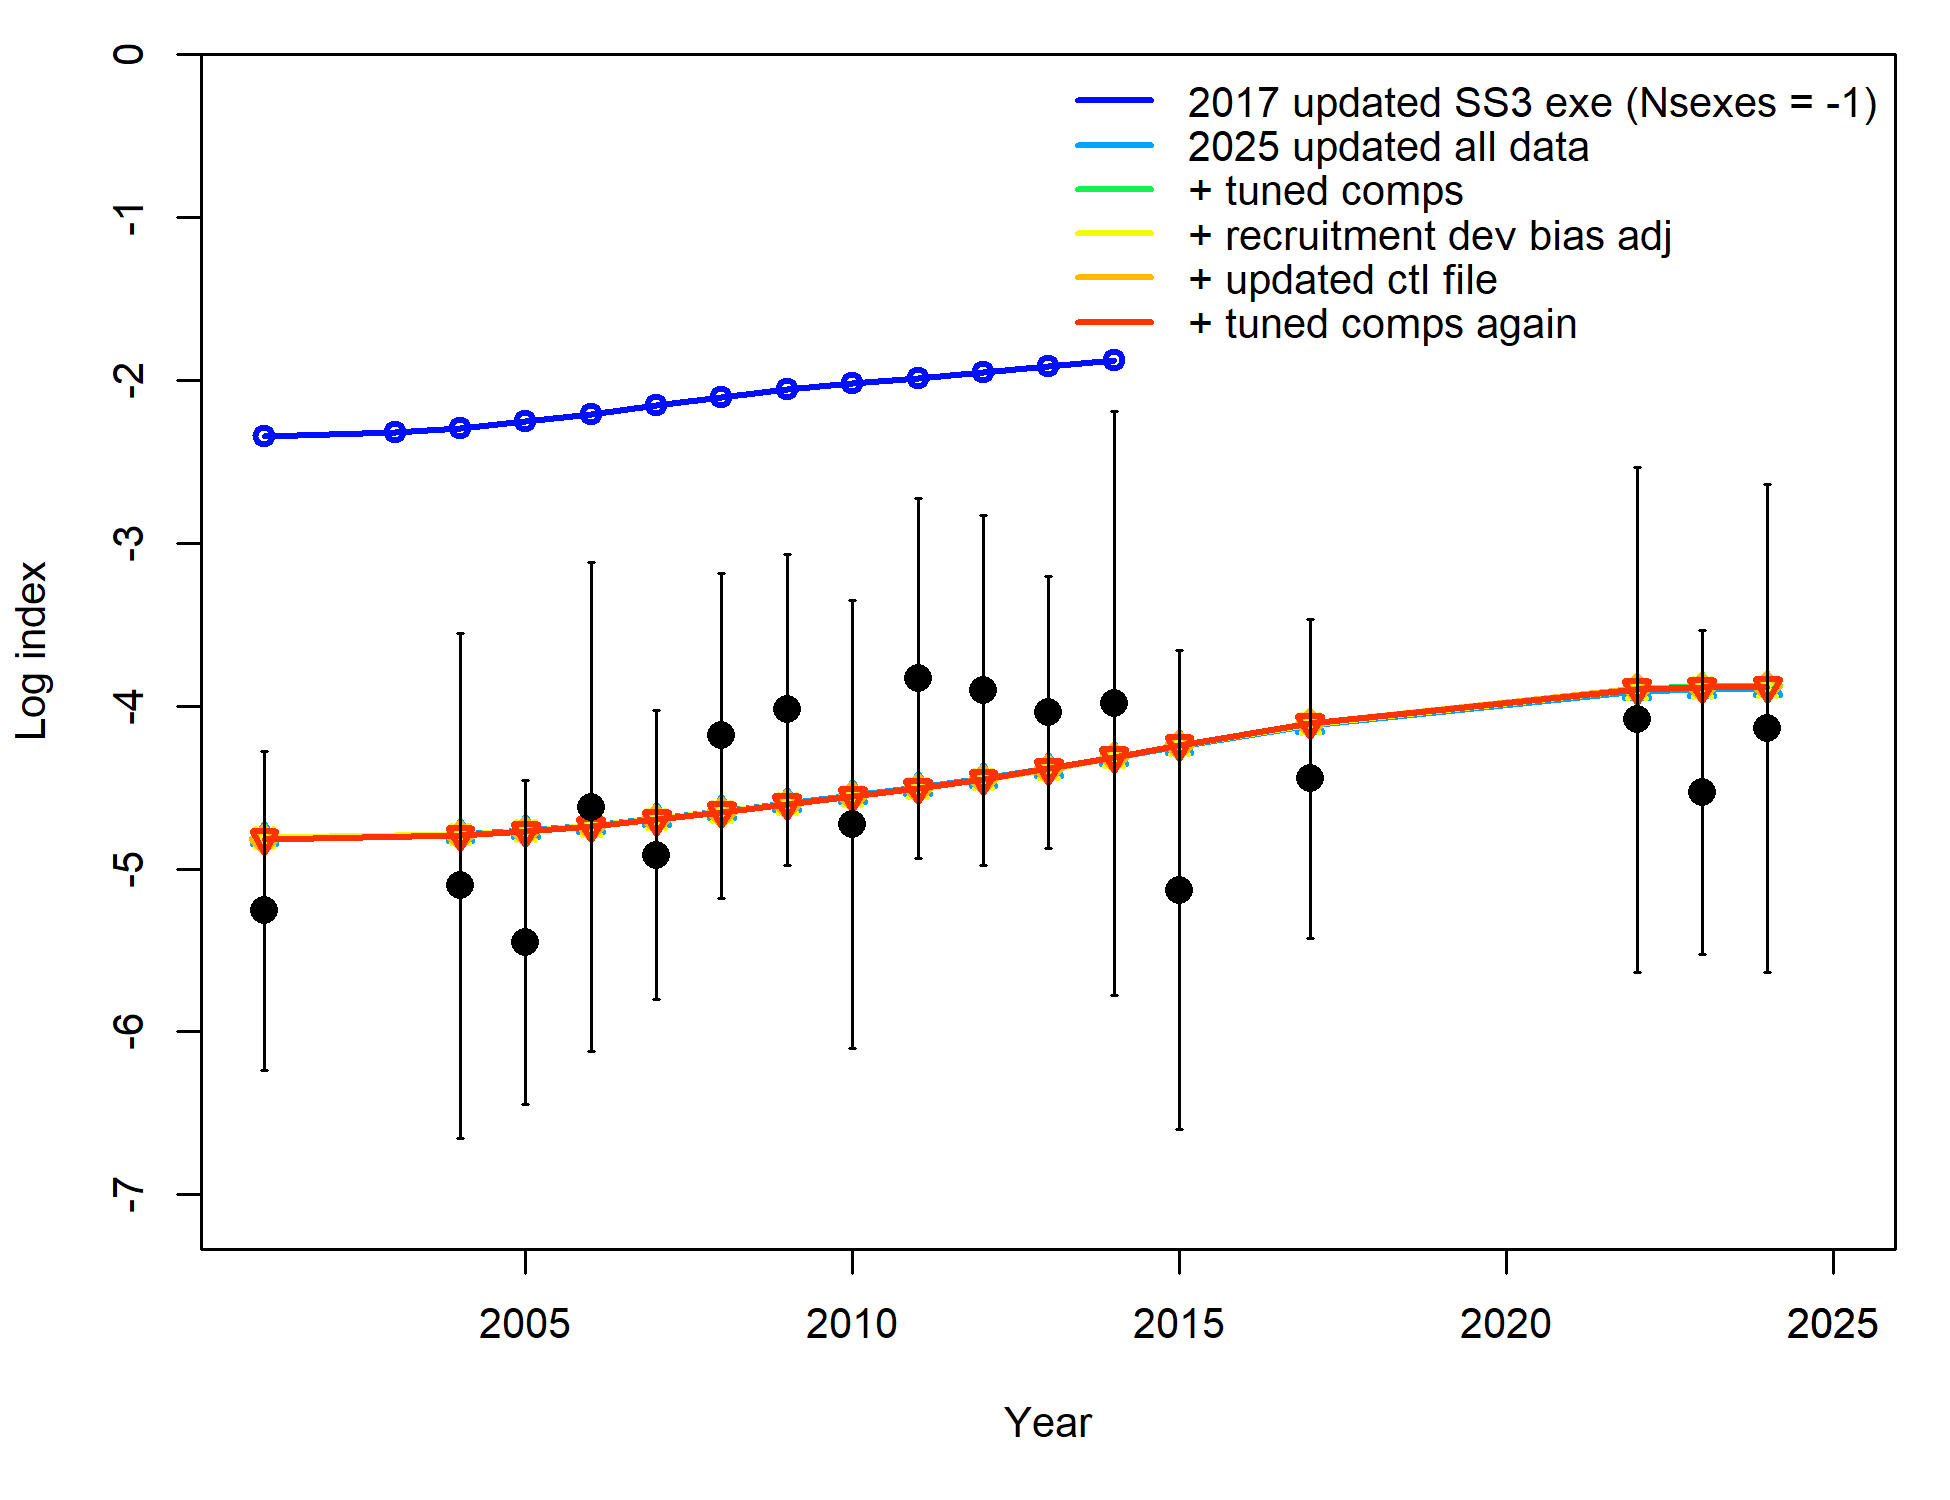 0
-1
-2
-3
-4
-5
-6
-7
Log index
2017 updated SS3 exe (Nsexes = -1)
2025 updated all data
+ tuned comps
+ recruitment dev bias adj
+ updated ctl file
+ tuned comps again
2005
2010
2015
2020
2025
Year